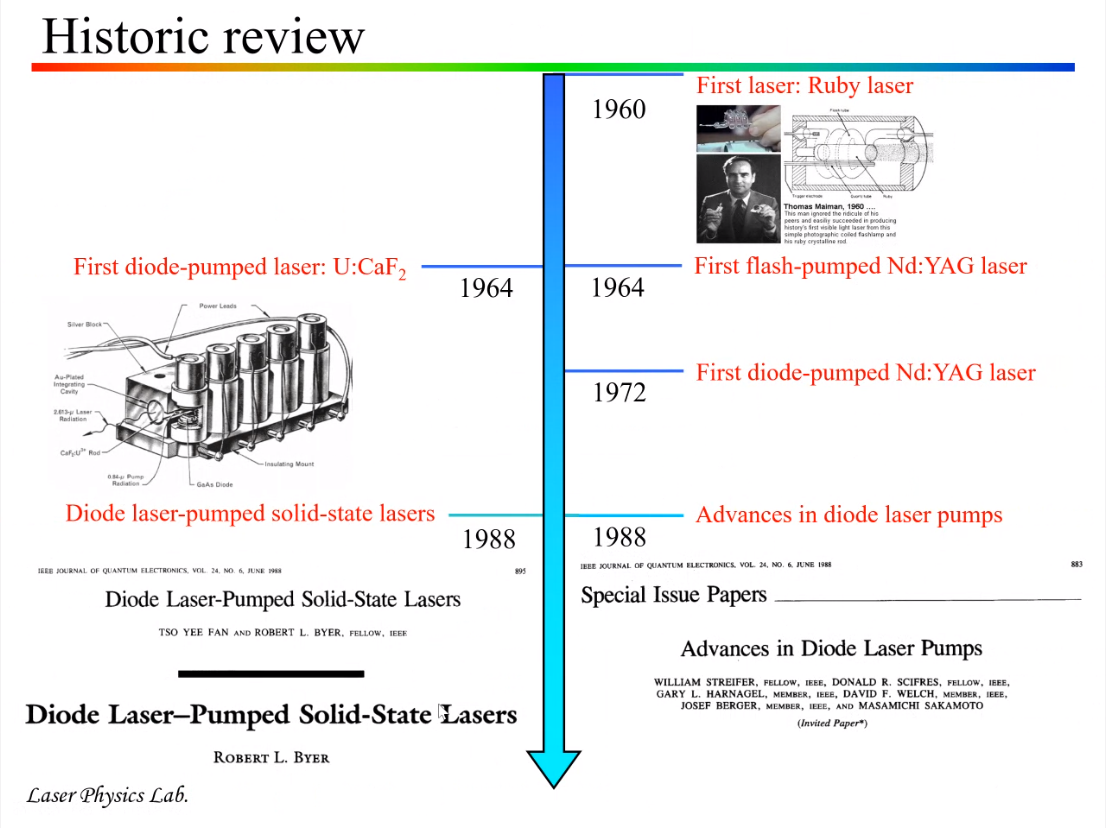 Historic review
1960
First laser: Ruby laser
Flash tube
Trigger electrode
Quartz tube
Ruby
Thomas Maiman, 1960 ....
This man ignored the ridicule of his
peers and easily succeeded in producing
history's first visible light laser from this
simple photographic coiled flashlamp and
his ruby crystalline rod.
First diode-pumped laser: U:CaF₂
1964
1964
First flash-pumped Nd:YAG laser
Power Leads
Silver Block
Au-Plated
Integrating
Cavity
2.613-μ Laser
Radiation
CaF₂:U³⁺ Rod
0.84-μ Pump
Radiation
GaAs Diode
Insulating Mount
1972
First diode-pumped Nd:YAG laser
Diode laser-pumped solid-state lasers
1988
1988
Advances in diode laser pumps
IEEE JOURNAL OF QUANTUM ELECTRONICS, VOL. 24, NO. 6, JUNE 1988
895
Diode Laser-Pumped Solid-State Lasers
TSO YEE FAN AND ROBERT L. BYER, FELLOW, IEEE
Diode Laser–Pumped Solid-State Lasers
ROBERT L. BYER
IEEE JOURNAL OF QUANTUM ELECTRONICS, VOL. 24, NO. 6, JUNE 1988
883
Special Issue Papers
Advances in Diode Laser Pumps
WILLIAM STREIFER, FELLOW, IEEE, DONALD R. SCIFRES, FELLOW, IEEE,
GARY L. HARNAGEL, MEMBER, IEEE, DAVID F. WELCH, MEMBER, IEEE,
JOSEF BERGER, MEMBER, IEEE, AND MASAMICHI SAKAMOTO
(Invited Paper*)
Laser Physics Lab.